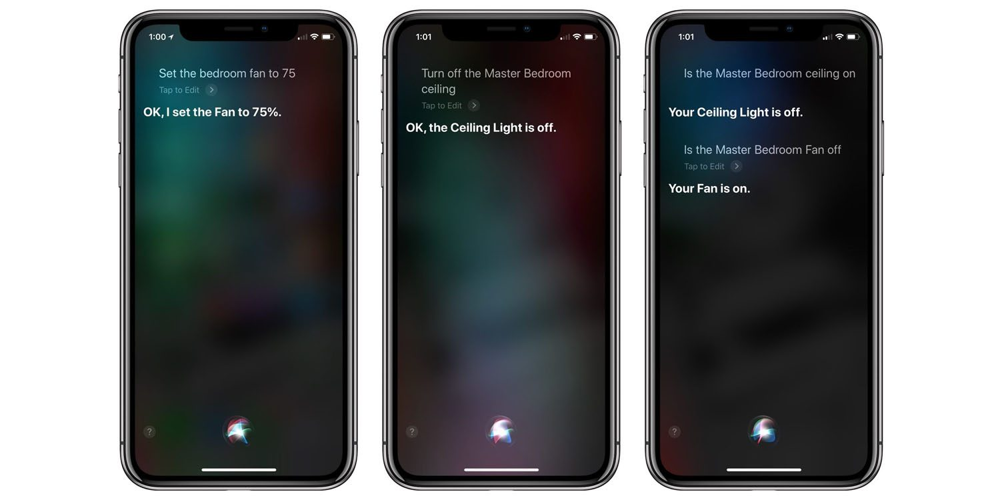 1:00
Set the bedroom fan to 75
Tap to Edit
OK, I set the Fan to 75%.
?
1:01
Turn off the Master Bedroom
ceiling
Tap to Edit
OK, the Ceiling Light is off.
?
1:01
Is the Master Bedroom ceiling on
Your Ceiling Light is off.
Is the Master Bedroom Fan off
Tap to Edit
Your Fan is on.
?